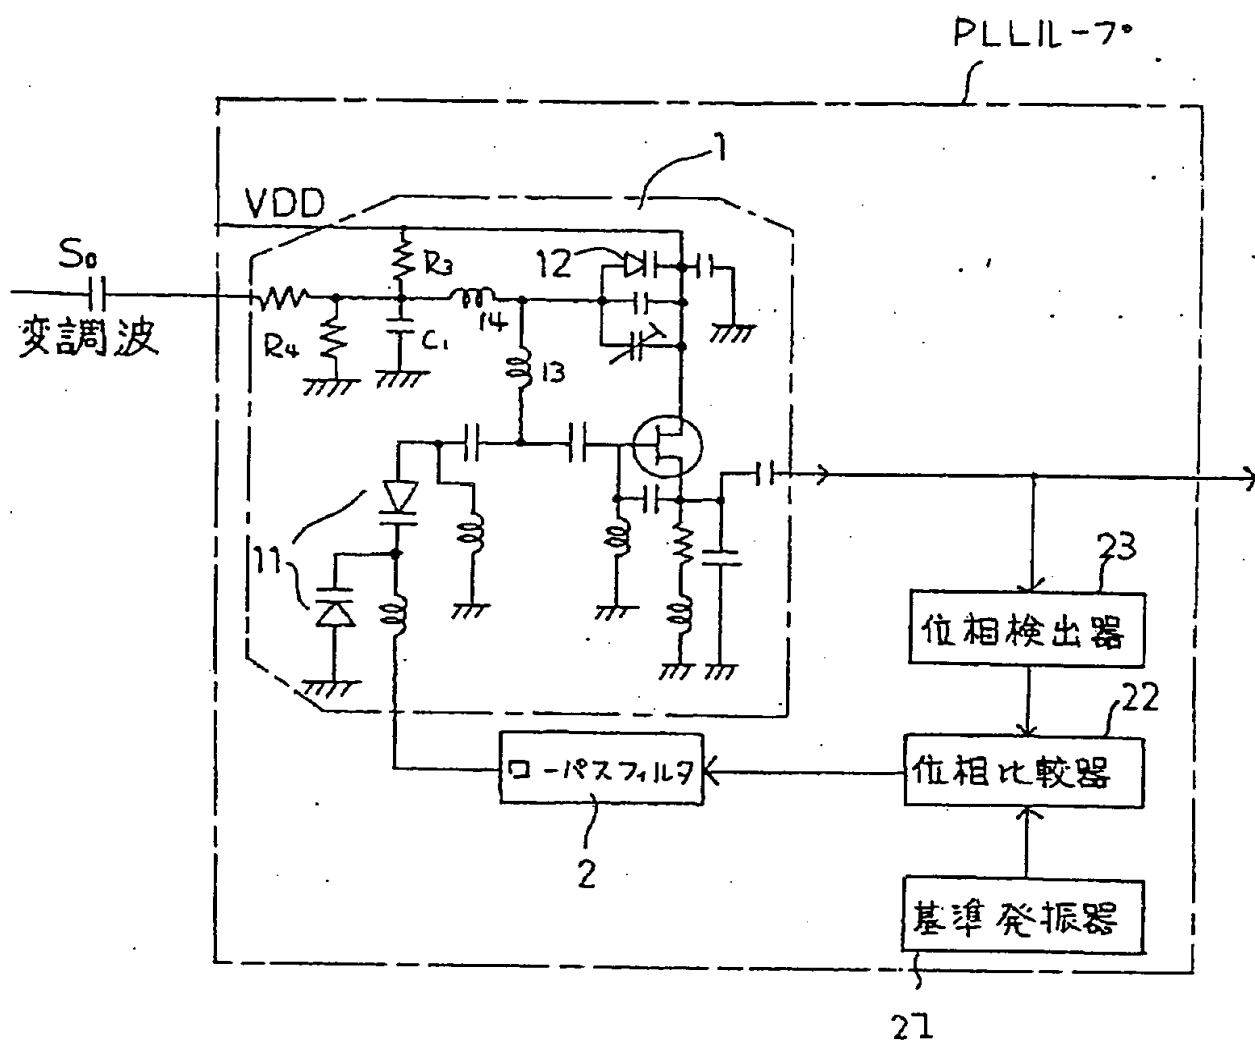 PLLループ
1
VDD
S₀
変調波
R₃
12
R₄
C₁
14
13
11
23
位相検出器
22
位相比較器
ローパスフィルタ
2
基準発振器
21